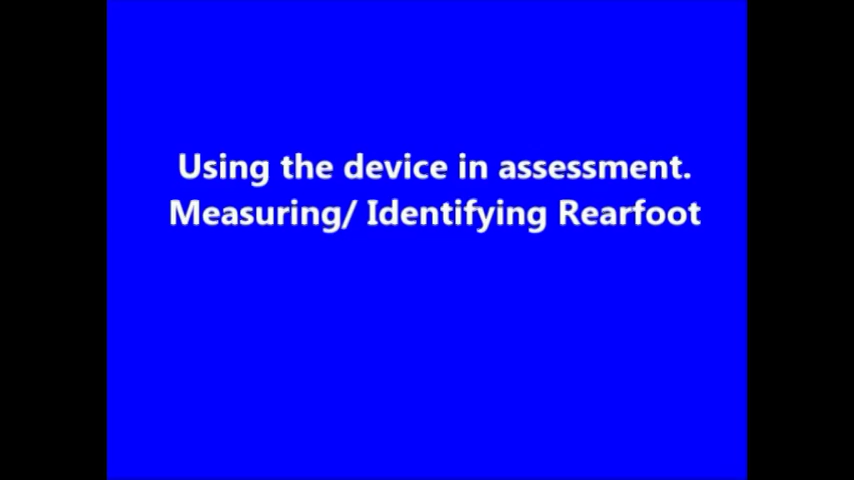 Using the device in assessment.
Measuring/ Identifying Rearfoot